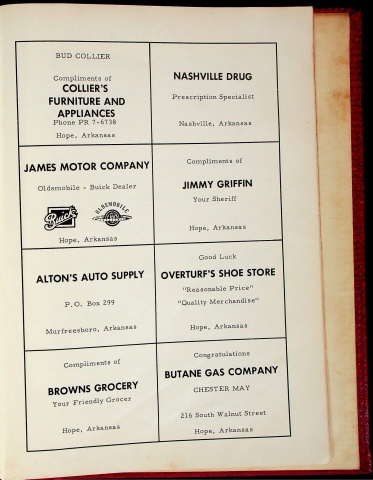 BUD COLLIER
Compliments of
COLLIER'S
FURNITURE AND
APPLIANCES
Phone PR 7-6738
Hope, Arkansas
NASHVILLE DRUG
Prescription Specialist
Nashville, Arkansas
JAMES MOTOR COMPANY
Oldsmobile - Buick Dealer
Buick
OLDSMOBILE
Hope, Arkansas
Compliments of
JIMMY GRIFFIN
Your Sheriff
Hope, Arkansas
ALTON'S AUTO SUPPLY
P.O. Box 299
Murfreesboro, Arkansas
Good Luck
OVERTURF'S SHOE STORE
"Reasonable Price"
"Quality Merchandise"
Hope, Arkansas
Compliments of
BROWNS GROCERY
Your Friendly Grocer
Hope, Arkansas
Congratulations
BUTANE GAS COMPANY
CHESTER MAY
216 South Walnut Street
Hope, Arkansas